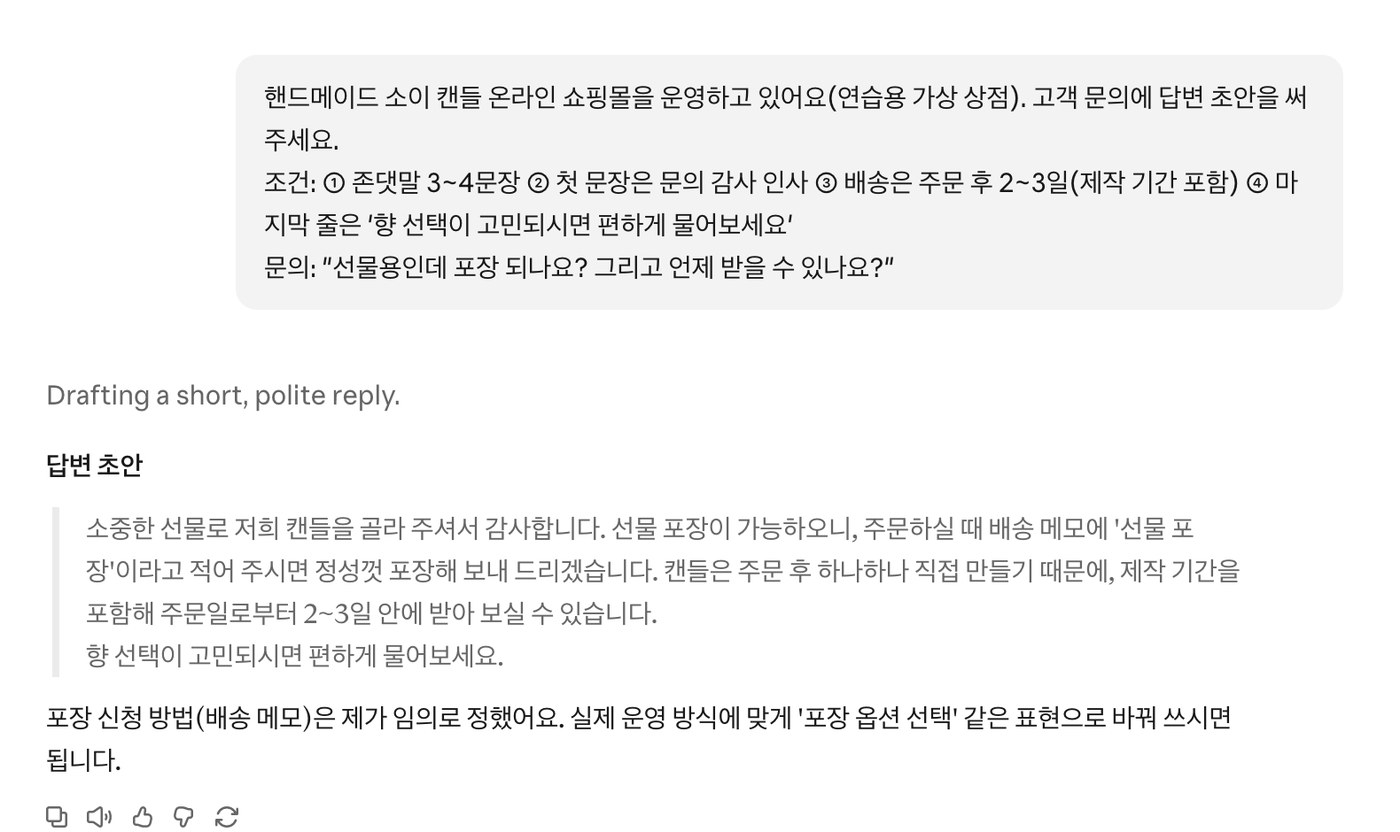 핸드메이드 소이 캔들 온라인 쇼핑몰을 운영하고 있어요(연습용 가상 상점). 고객 문의에 답변 초안을 써
주세요.
조건: ① 존댓말 3~4문장 ② 첫 문장은 문의 감사 인사 ③ 배송은 주문 후 2~3일(제작 기간 포함) ④ 마
지막 줄은 '향 선택이 고민되시면 편하게 물어보세요'
문의: "선물용인데 포장 되나요? 그리고 언제 받을 수 있나요?"
Drafting a short, polite reply.
답변 초안
소중한 선물로 저희 캔들을 골라 주셔서 감사합니다. 선물 포장이 가능하오니, 주문하실 때 배송 메모에 '선물 포
장'이라고 적어 주시면 정성껏 포장해 보내 드리겠습니다. 캔들은 주문 후 하나하나 직접 만들기 때문에, 제작 기간을
포함해 주문일로부터 2~3일 안에 받아 보실 수 있습니다.
향 선택이 고민되시면 편하게 물어보세요.
포장 신청 방법(배송 메모)은 제가 임의로 정했어요. 실제 운영 방식에 맞게 '포장 옵션 선택' 같은 표현으로 바꿔 쓰시면
됩니다.